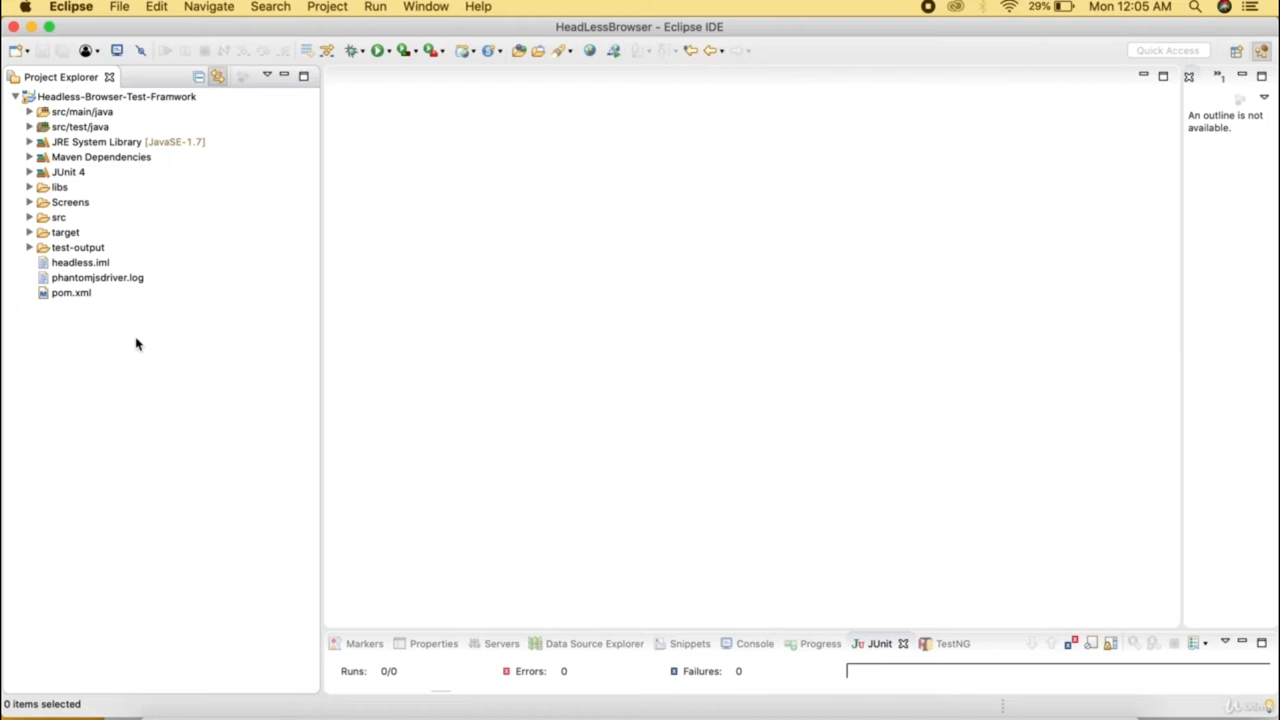 Eclipse File Edit Navigate Search Project Run Window Help 29% Mon 12:05 AM
HeadLessBrowser - Eclipse IDE
Quick Access
Project Explorer
Headless-Browser-Test-Framwork
src/main/java
src/test/java
JRE System Library [JavaSE-1.7]
Maven Dependencies
JUnit 4
libs
Screens
src
target
test-output
headless.iml
phantomjsdriver.log
pom.xml
An outline is not
available.
Markers Properties Servers Data Source Explorer Snippets Console Progress JUnit TestNG
Runs: 0/0 Errors: 0 Failures: 0
0 items selected
Udemy